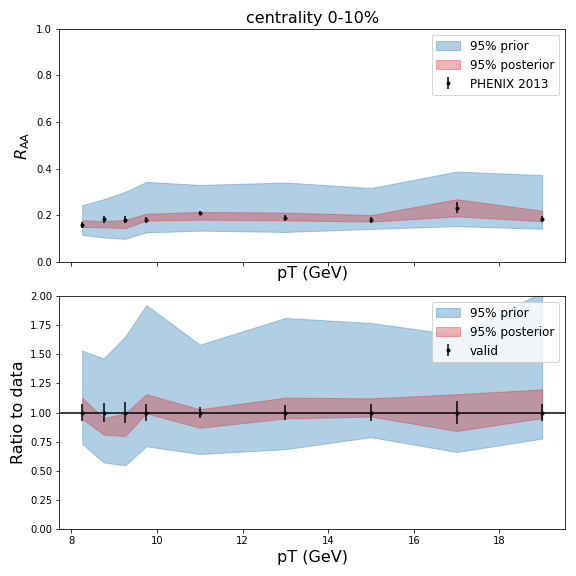 centrality 0-10%
1.0
0.8
0.6
0.4
0.2
0.0
R_AA
95% prior
95% posterior
PHENIX 2013
pT (GeV)
2.00
1.75
1.50
1.25
1.00
0.75
0.50
0.25
0.00
Ratio to data
95% prior
95% posterior
valid
8 10 12 14 16 18
pT (GeV)